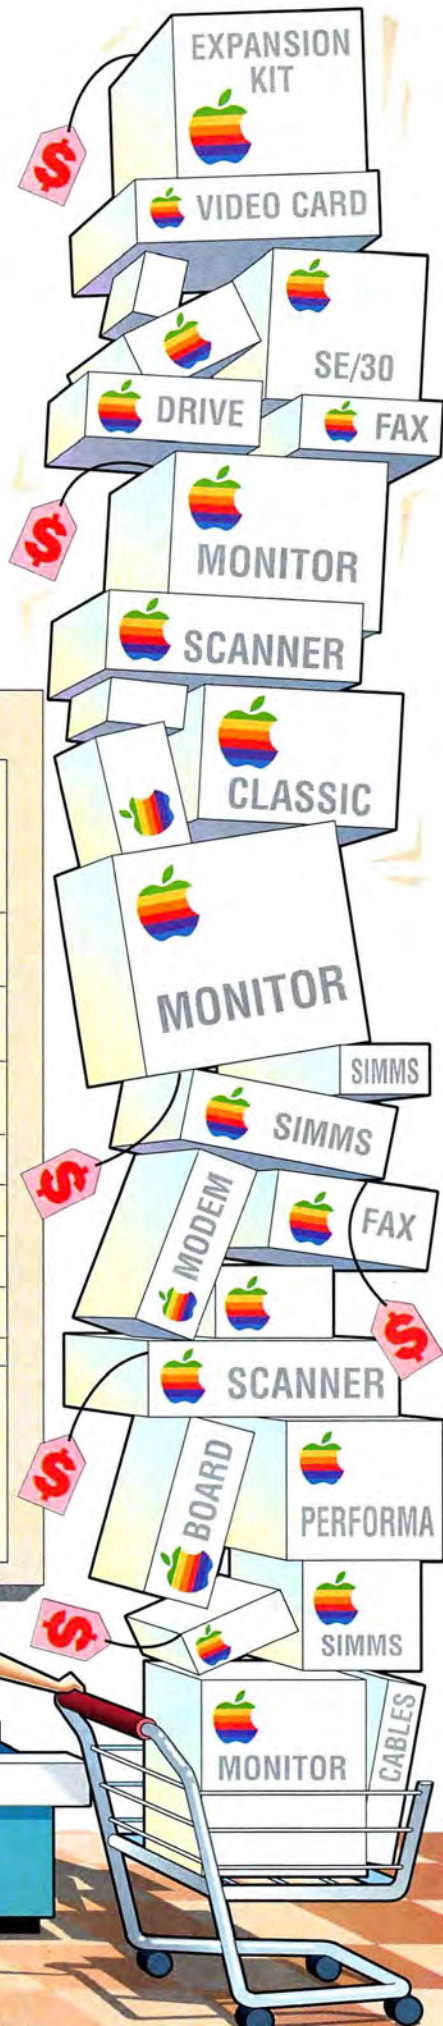 EXPANSION
KIT
$
VIDEO CARD
SE/30
DRIVE
FAX
$
MONITOR
SCANNER
CLASSIC
MONITOR
SIMMS
SIMMS
$
MODEM
FAX
$
SCANNER
$
BOARD
PERFORMA
$
SIMMS
MONITOR
CABLES